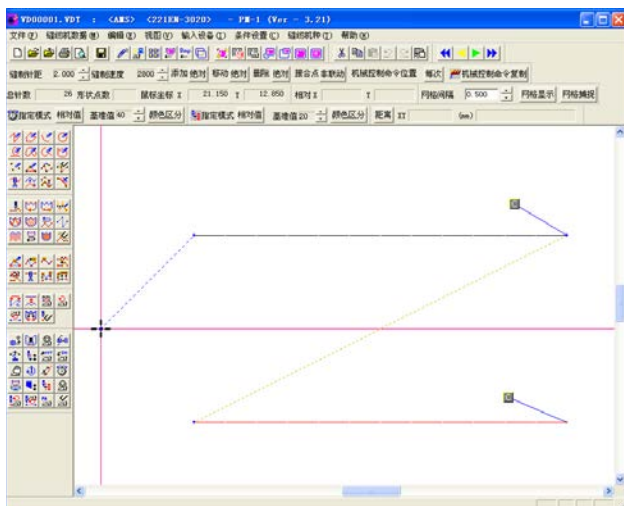 VD00001.VDT : <AMS> <221EN-3020> - PM-1 (Ver - 3.21)
文件(F) 缝纫机数据(M) 编辑(E) 视图(V) 输入设备(I) 条件设置(C) 缝纫机种(T) 帮助(H)
缝制针距 2.000 缝制速度 2800 添加 绝对 移动 绝对 删除 绝对 接合点 非联动 机械控制命令位置 每次 机械控制命令复制
总针数 26 形状点数 鼠标坐标 X 21.150 Y 12.850 相对 X Y 网格间隔 0.500 网格显示 网格捕捉
指定模式 相对值 基准值 40 颜色区分 指定模式 相对值 基准值 20 颜色区分 距离 XY (mm)